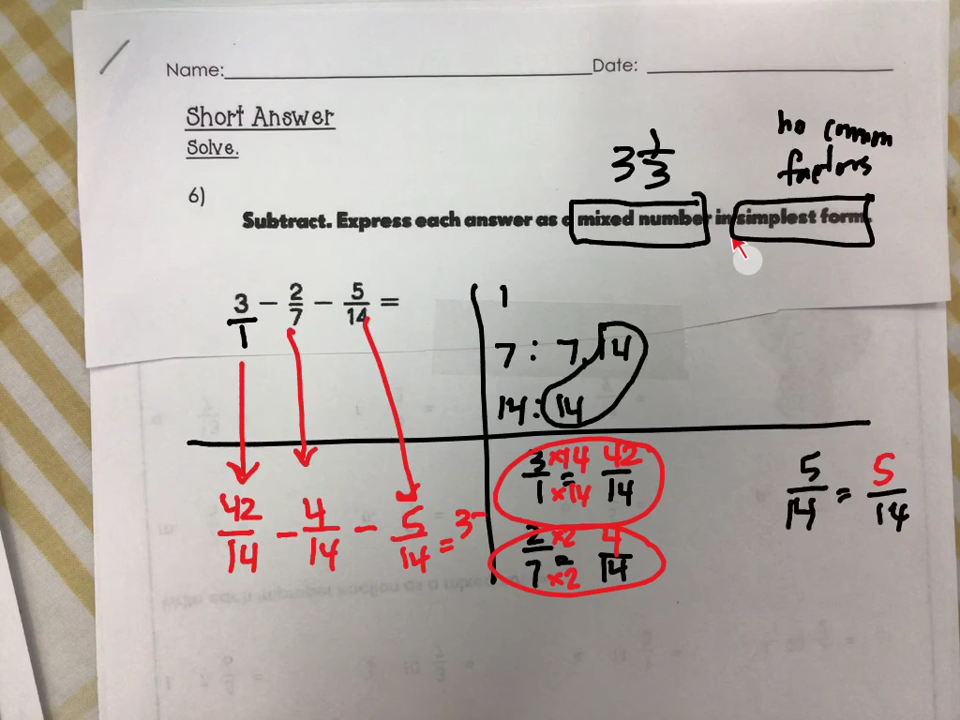 Name: Date:
Short Answer
Solve.
6)
3 1/3
no common factors
Subtract. Express each answer as a mixed number in simplest form.
3/1 - 2/7 - 5/14 =
1
7 : 7, 14
14 : 14
3/1 ×14/×14 = 42/14
5/14 = 5/14
42/14 - 4/14 - 5/14 = 3
2/7 ×2/×2 = 4/14